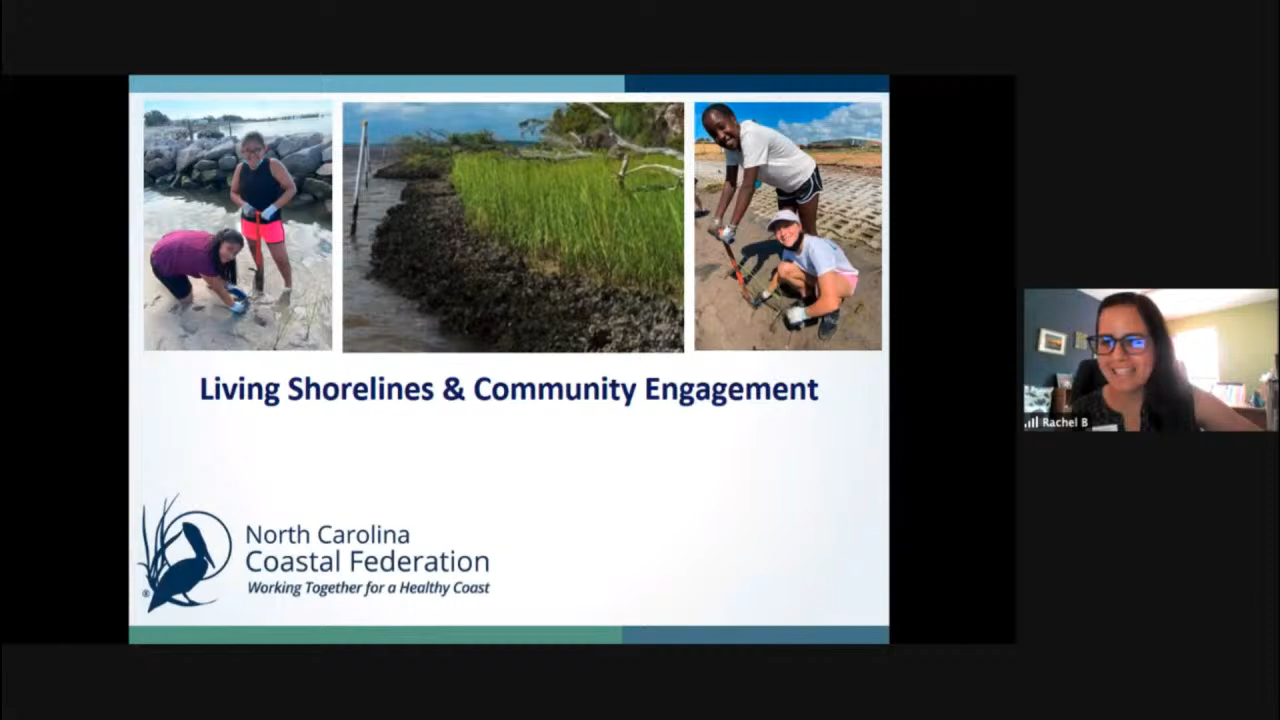 Living Shorelines & Community Engagement
North Carolina
Coastal Federation
Working Together for a Healthy Coast
®
Rachel B